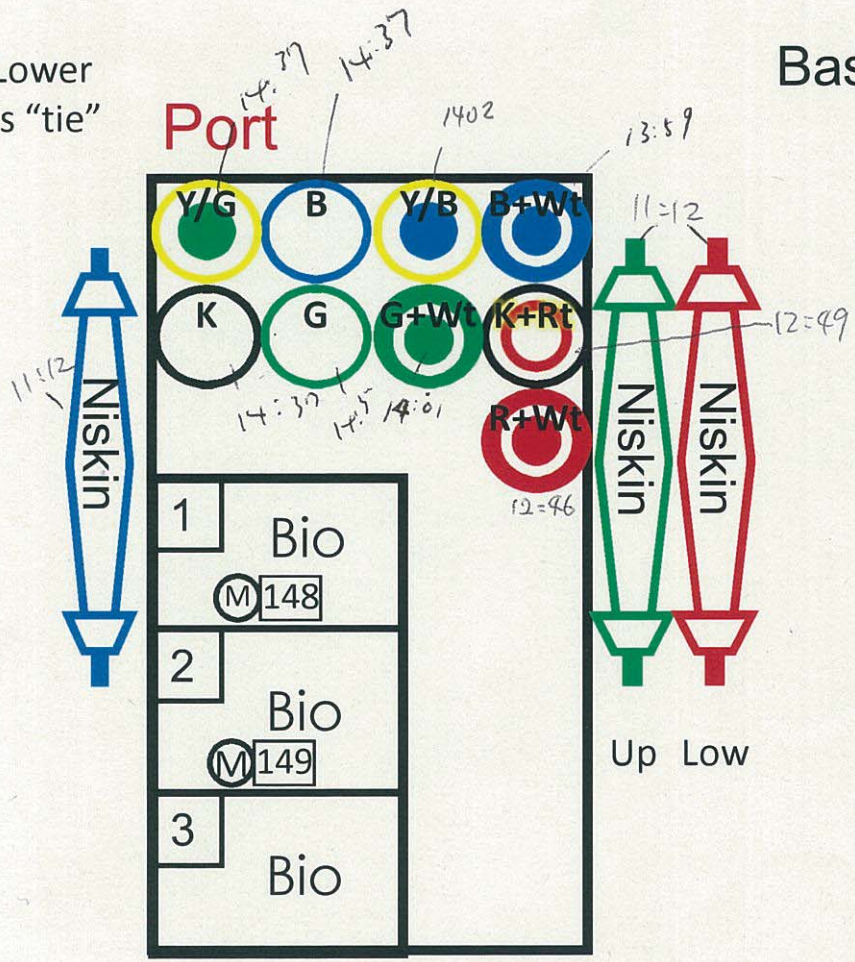 Lower
s "tie"
Port
Bas
14:37
14:37
1402
13:59
11:12
Y/G
B
Y/B
B+Wt
K
G
G+Wt
K+Rt
12:49
11:12
14:01
R+Wt
12:46
Niskin
Niskin
Niskin
1
Bio
M 148
2
Bio
M 149
3
Bio
Up Low